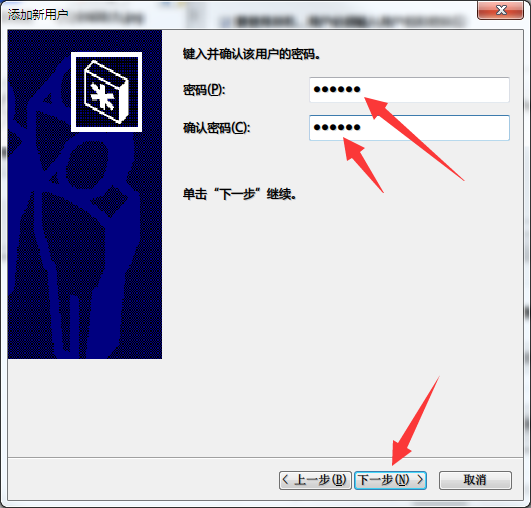 添加新用户
键入并确认该用户的密码。
密码(P):
●●●●●●
确认密码(C):
●●●●●●
单击“下一步”继续。
< 上一步(B)
下一步(N) >
取消